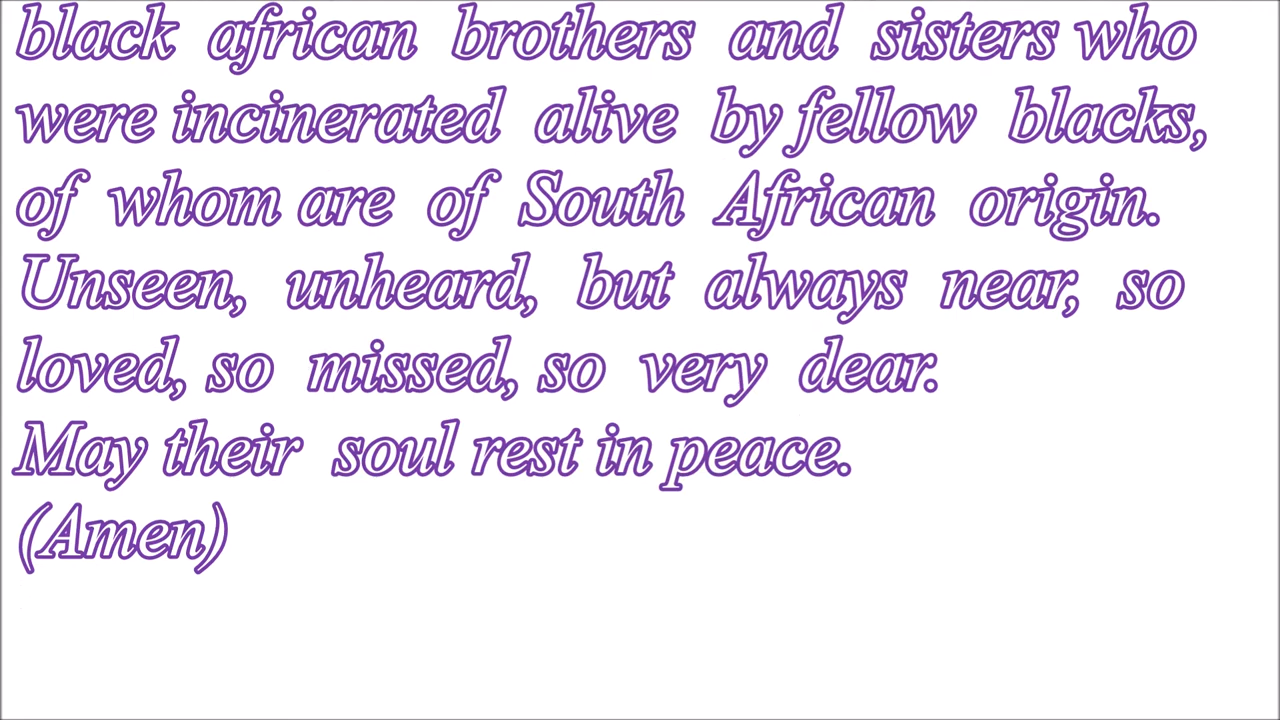 black african brothers and sisters who
were incinerated alive by fellow blacks,
of whom are of South African origin.
Unseen, unheard, but always near, so
loved, so missed, so very dear.
May their soul rest in peace.
(Amen)